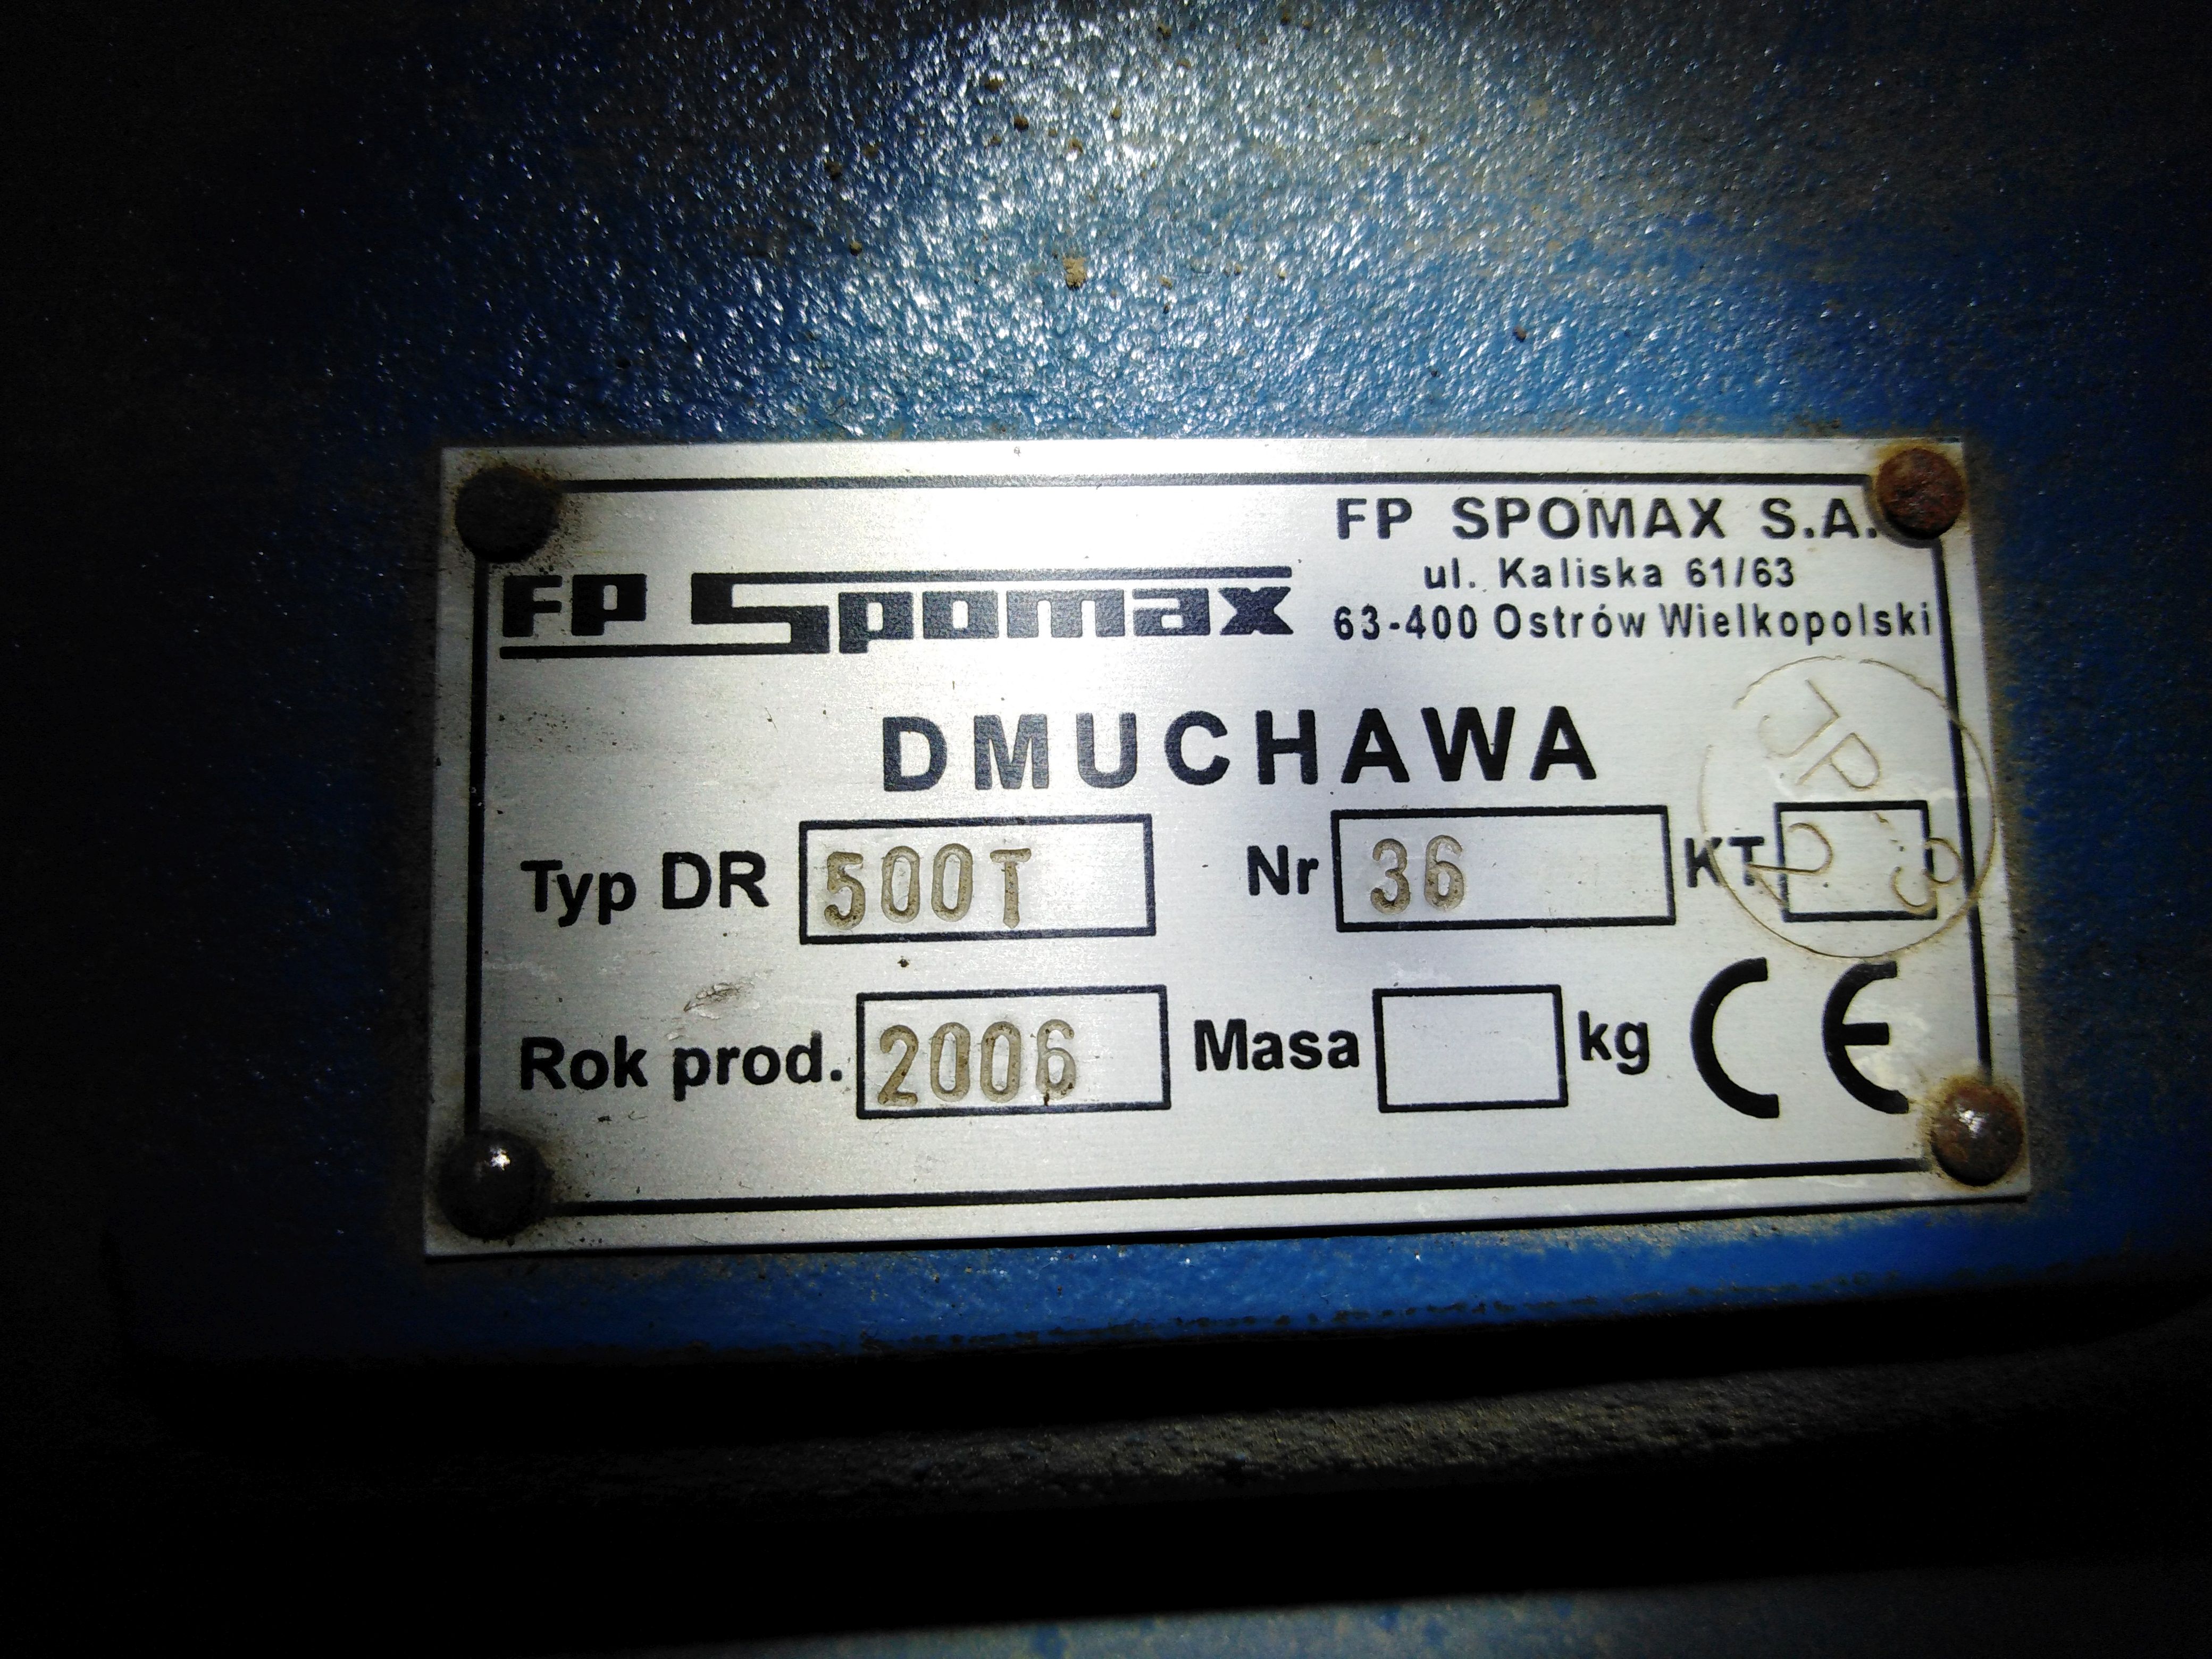 FP SPOMAX S.A.
ul. Kaliska 61/63
63-400 Ostrów Wielkopolski
FP Spomax
DMUCHAWA
Typ DR 500T Nr 36 KT
Rok prod. 2006 Masa kg CE